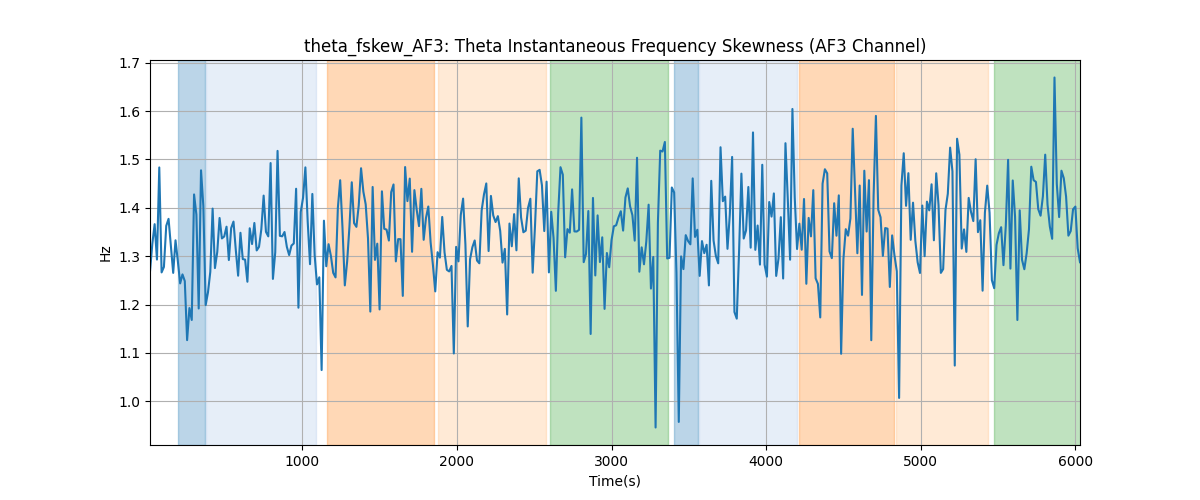 theta_fskew_AF3: Theta Instantaneous Frequency Skewness (AF3 Channel)
1.7
1.6
1.5
1.4
1.3
1.2
1.1
1.0
Hz
1000 2000 3000 4000 5000 6000
Time(s)